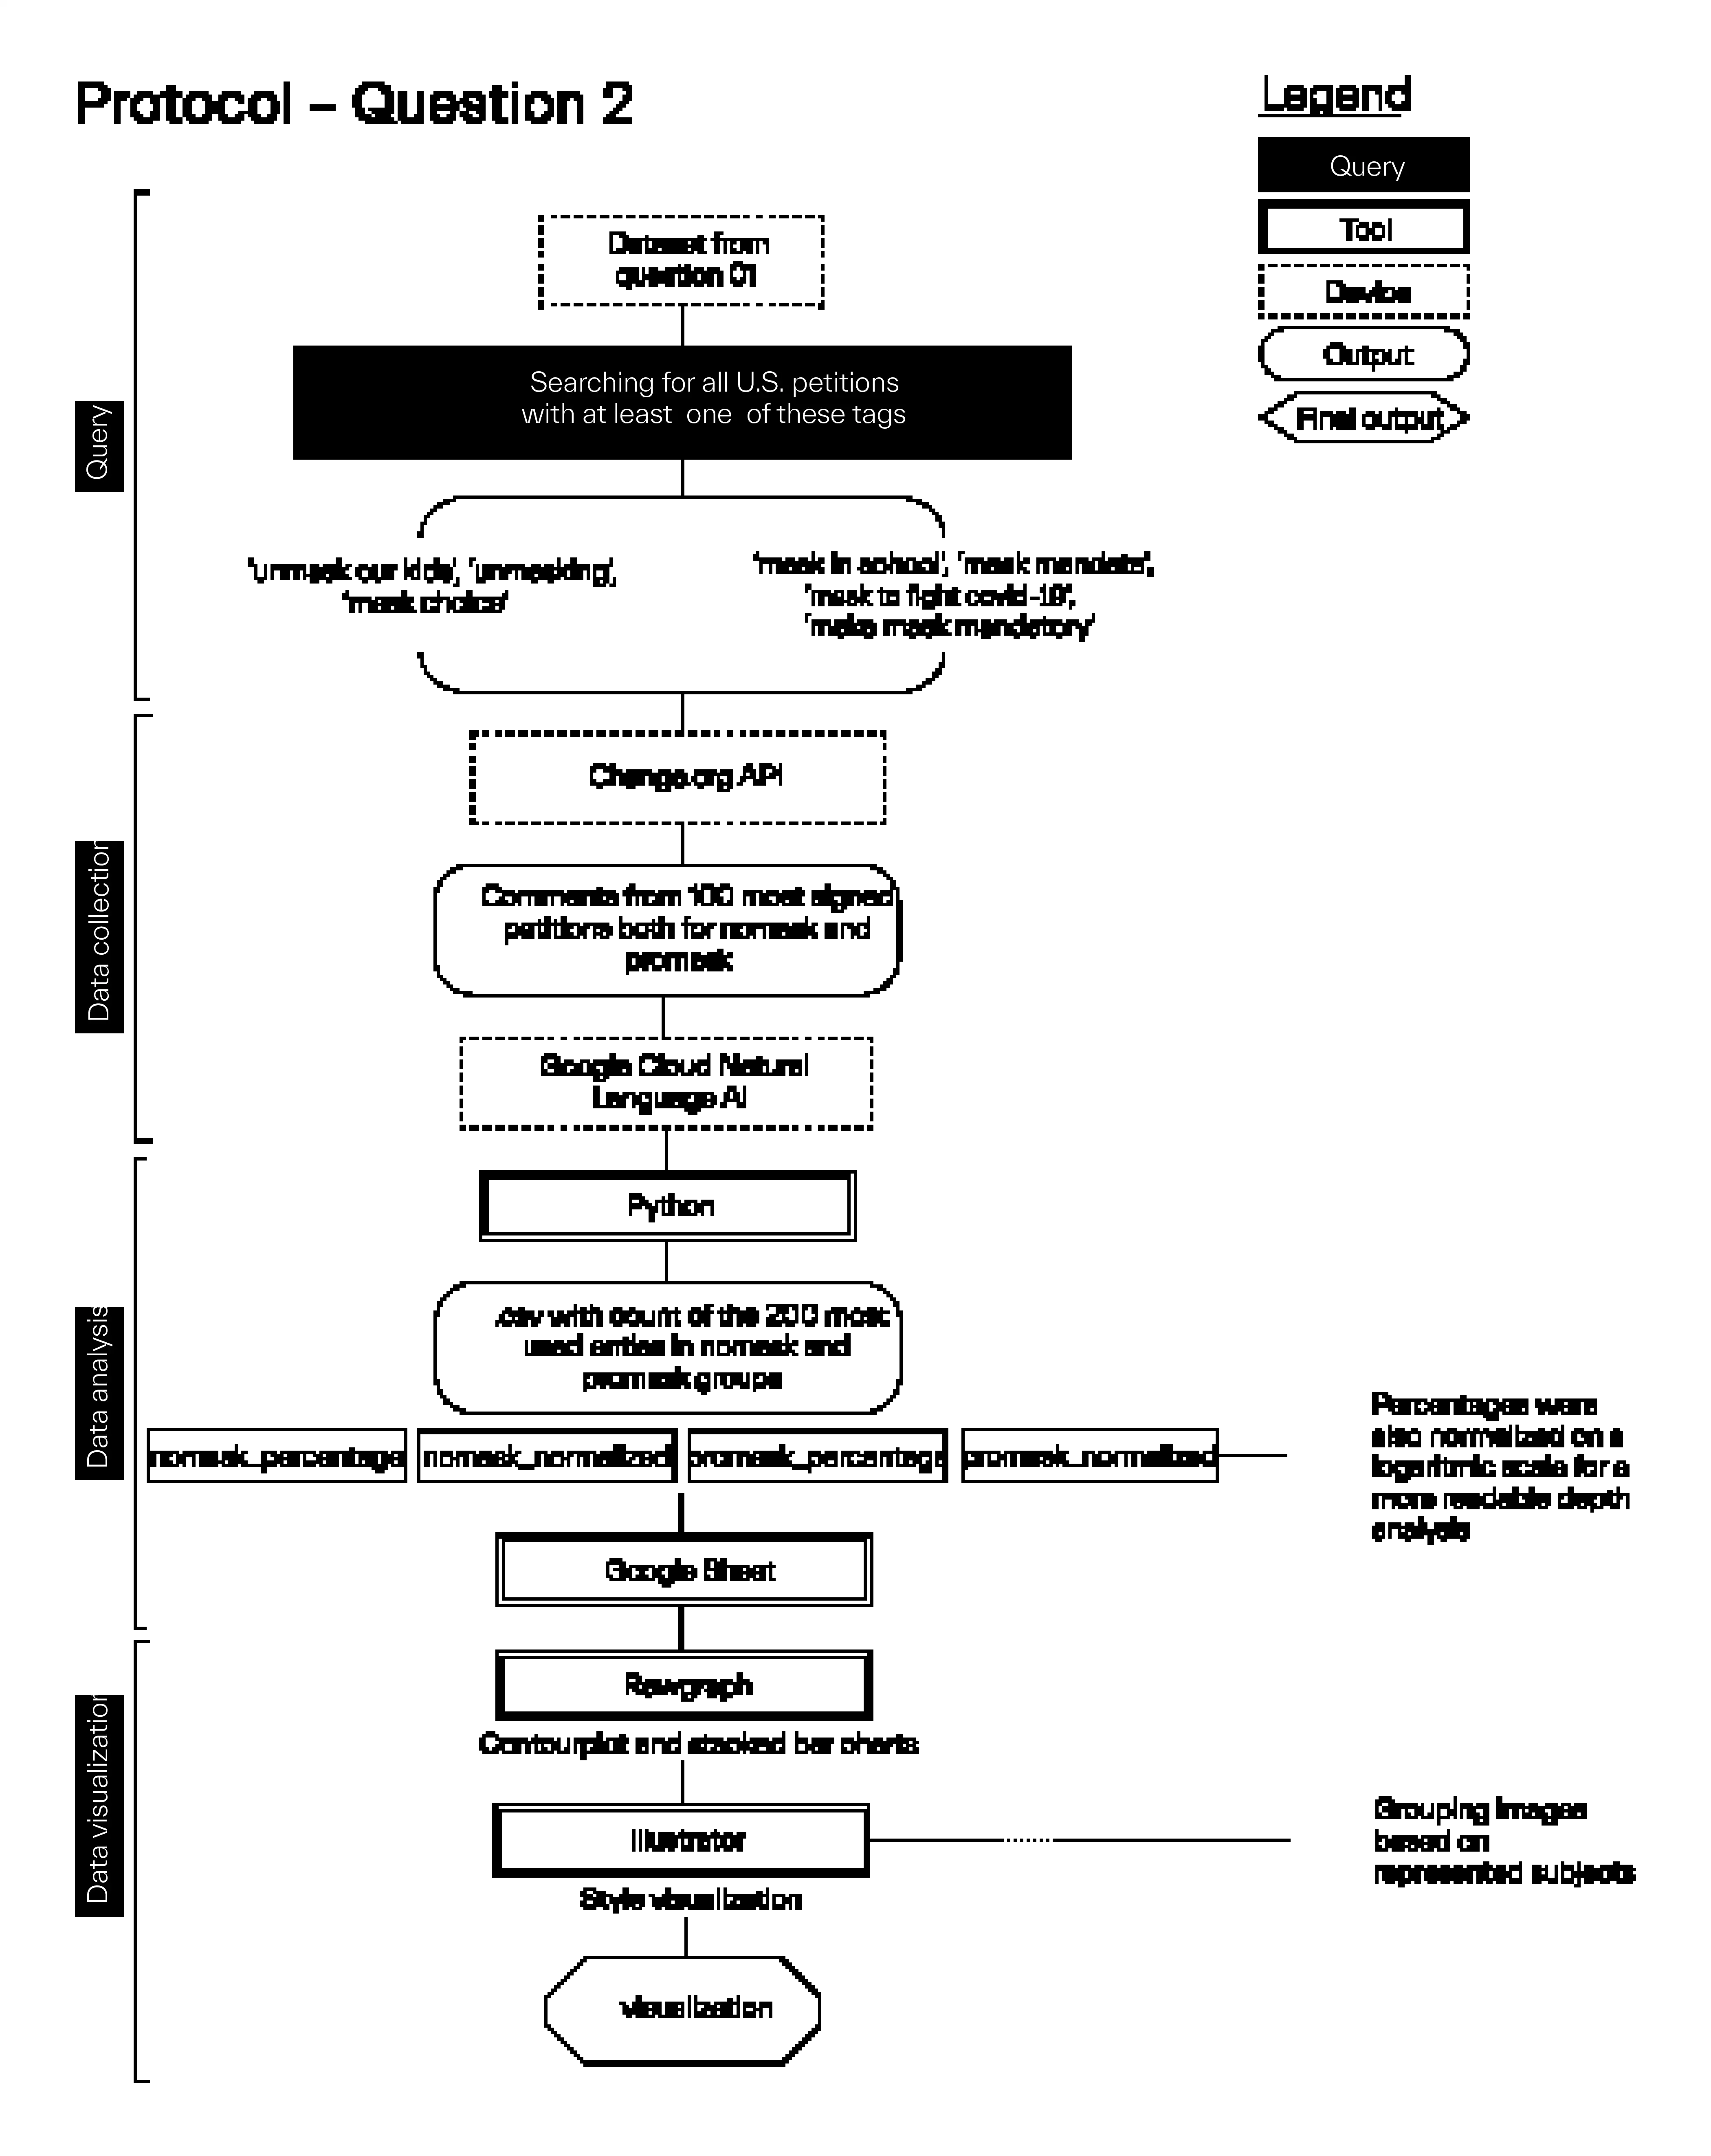 Protocol – Question 2
Legend
Query
Tool
Device
Output
Final output
Query
Dataset from
question 01
Searching for all U.S. petitions
with at least one of these tags
'unmask our kids', 'unmasking',
'mask choice'
'mask in school', 'mask mandate',
'mask to fight covid-19',
'make mask mandatory'
Data collection
Change.org API
Comments from 100 most signed
petitions both for nomask and
promask
Google Cloud Natural
Language AI
Data analysis
Python
.csv with count of the 200 most
used enties in nomask and
promask groups
nomask_percentage
nomask_normalized
promask_percentage
promask_normalized
Percentages were
also normalized on a
logaritmic scale for a
more readable depth
analysis
Google Sheet
Data visualization
Rawgraph
Contourplot and stacked bar charts
Illustrator
Grouping images
based on
represented subjects
Style visualization
visualization